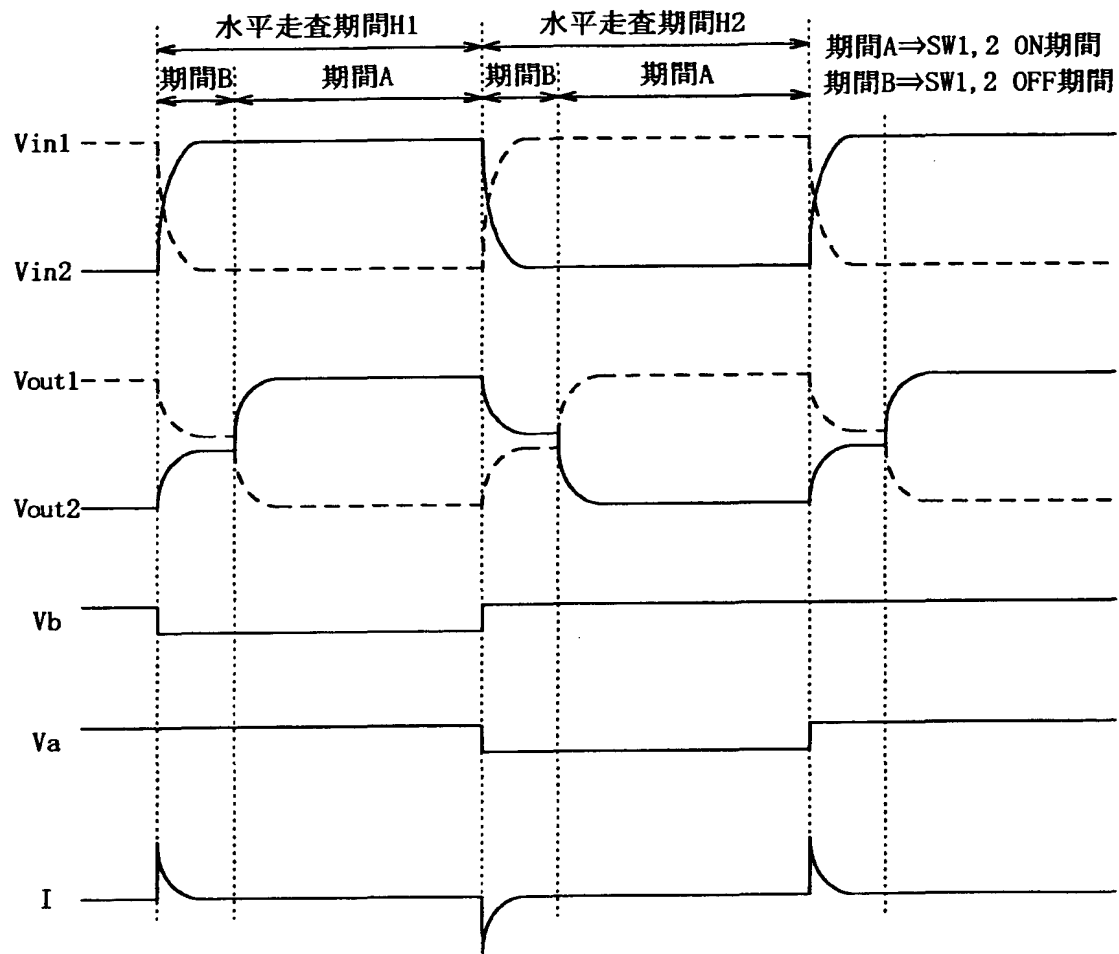 水平走査期間H1
水平走査期間H2
期間A⇒SW1,2 ON期間
期間B⇒SW1,2 OFF期間
期間B
期間A
期間B
期間A
Vin1
Vin2
Vout1
Vout2
Vb
Va
I